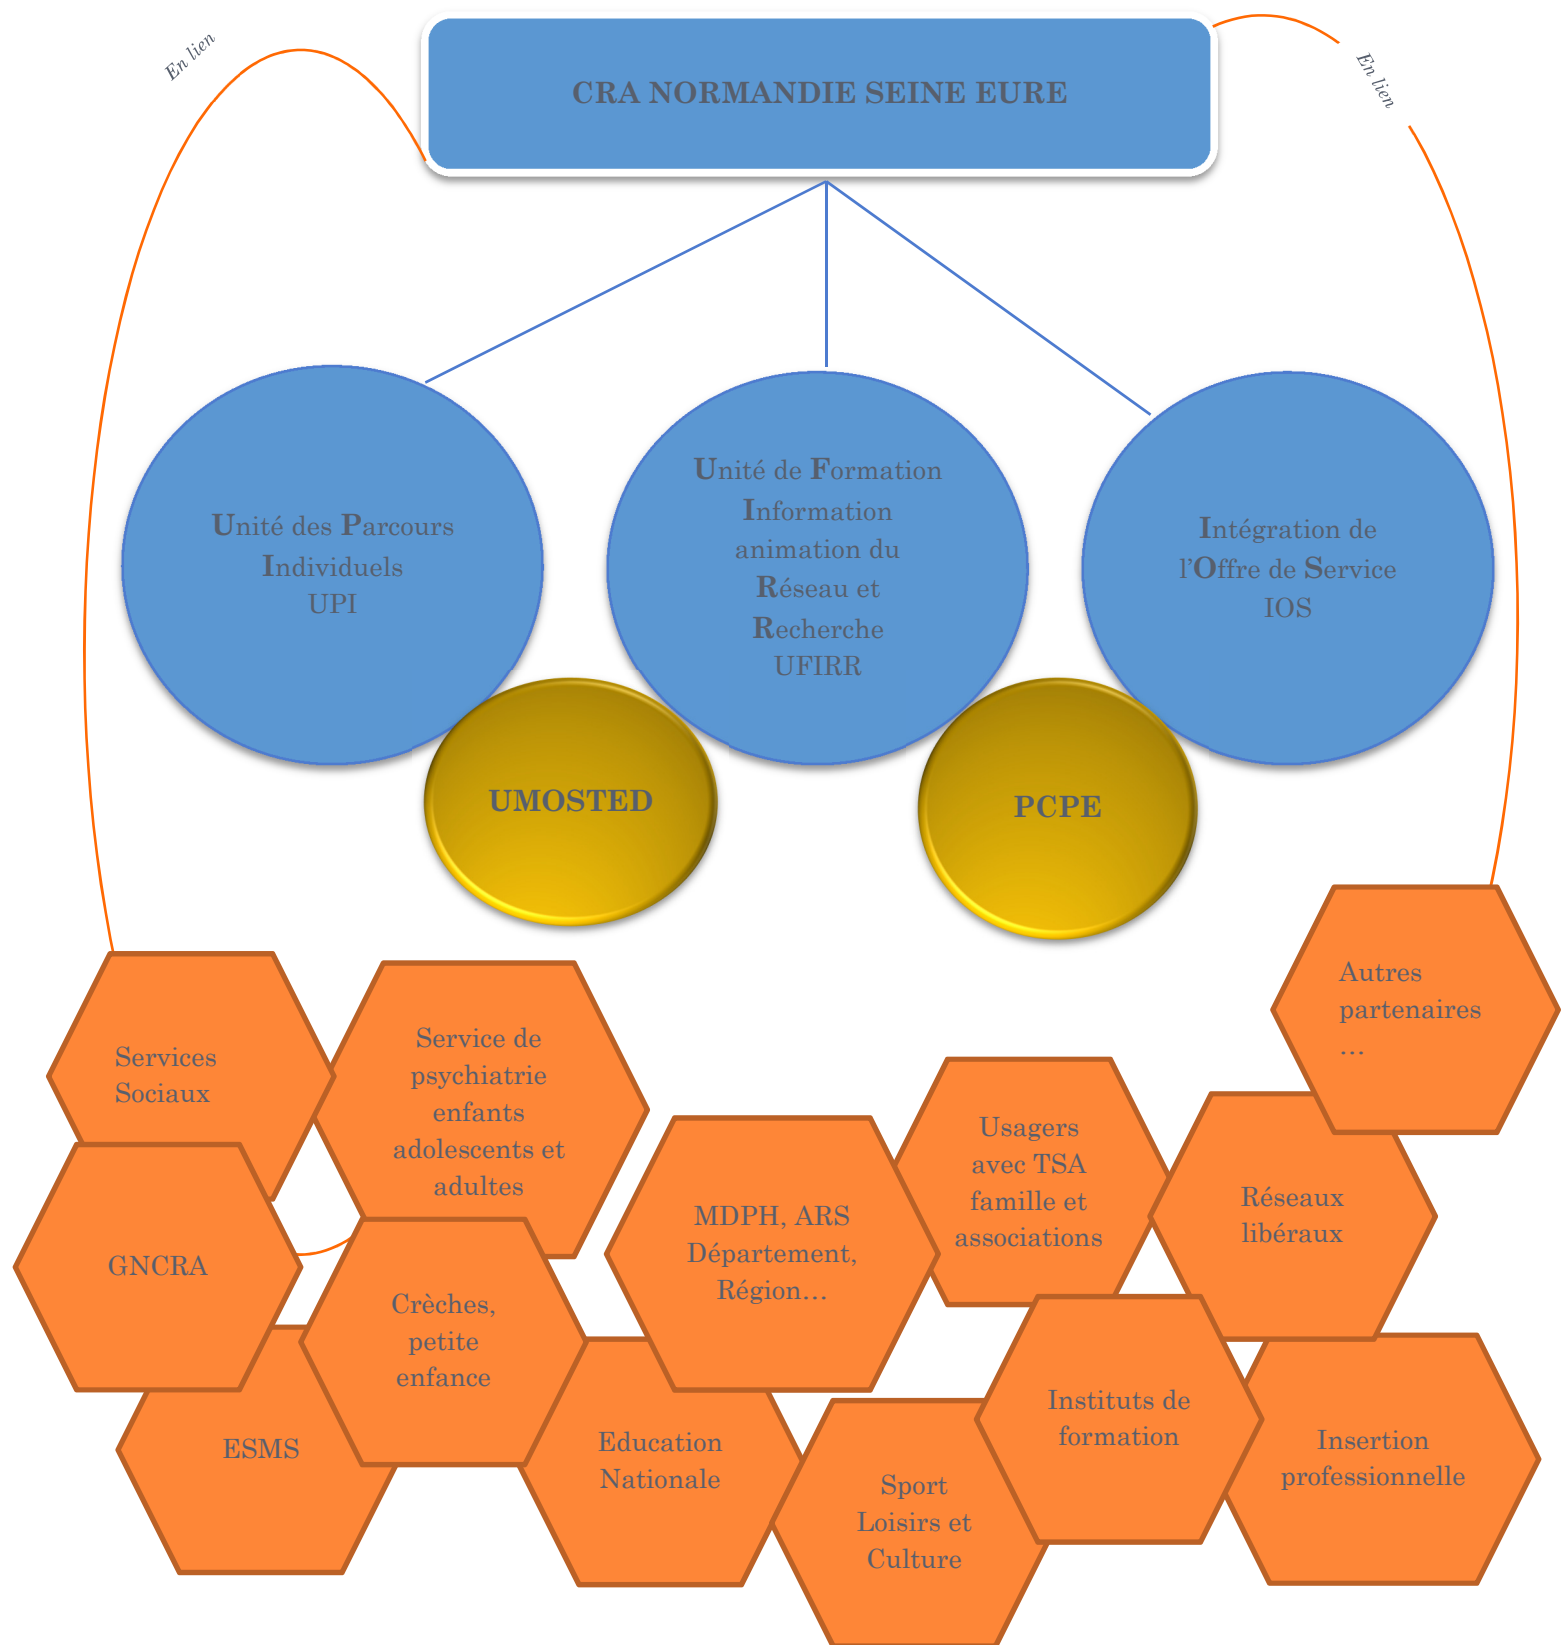 En lien
En lien
CRA NORMANDIE SEINE EURE
Unité des Parcours
Individuels
UPI
Unité de Formation
Information
animation du
Réseau et
Recherche
UFIRR
Intégration de
l'Offre de Service
IOS
UMOSTED
PCPE
Autres
partenaires
…
Services
Sociaux
Service de
psychiatrie
enfants
adolescents et
adultes
Usagers
avec TSA
famille et
associations
MDPH, ARS
Département,
Région…
Réseaux
libéraux
GNCRA
Crèches,
petite
enfance
ESMS
Education
Nationale
Instituts de
formation
Insertion
professionnelle
Sport
Loisirs et
Culture